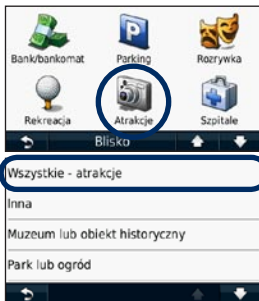 Bank/bankomat Parking Rozrywka
Rekreacja Atrakcje Szpitale
Blisko
Wszystkie - atrakcje
Inna
Muzeum lub obiekt historyczny
Park lub ogród